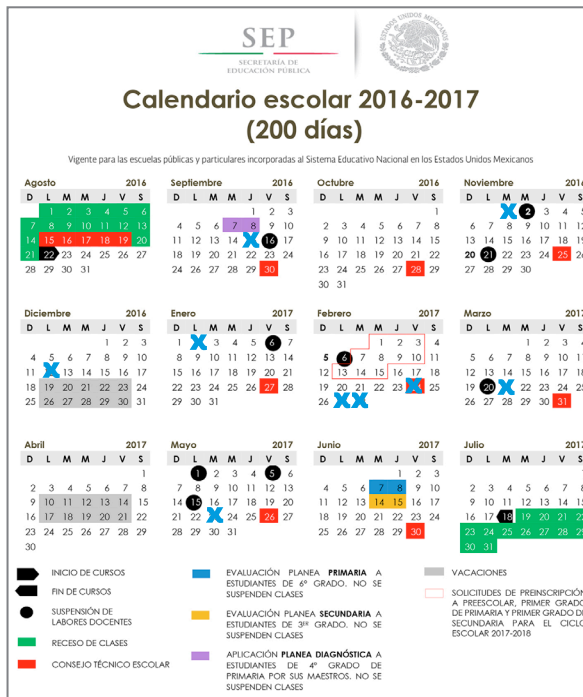 SEP
SECRETARÍA DE
EDUCACIÓN PÚBLICA
ESTADOS UNIDOS MEXICANOS
Calendario escolar 2016-2017
(200 días)
Vigente para las escuelas públicas y particulares incorporadas al Sistema Educativo Nacional en los Estados Unidos Mexicanos
Agosto 2016
D L M M J V S
1 2 3 4 5 6
7 8 9 10 11 12 13
14 15 16 17 18 19 20
21 22 23 24 25 26 27
28 29 30 31
Septiembre 2016
D L M M J V S
1 2 3
4 5 6 7 8 9 10
11 12 13 14 16 17
18 19 20 21 22 23 24
25 26 27 28 29 30
Octubre 2016
D L M M J V S
1
2 3 4 5 6 7 8
9 10 11 12 13 14 15
16 17 18 19 20 21 22
23 24 25 26 27 28 29
30 31
Noviembre 2016
D L M M J V S
2 3 4 5
6 7 8 9 10 11 12
13 14 15 16 17 18 19
20 21 22 23 24 25 26
27 28 29 30
Diciembre 2016
D L M M J V S
1 2 3
4 5 6 7 8 9 10
11 13 14 15 16 17
18 19 20 21 22 23 24
25 26 27 28 29 30 31
Enero 2017
D L M M J V S
1 3 4 5 6 7
8 9 10 11 12 13 14
15 16 17 18 19 20 21
22 23 24 25 26 27 28
29 30 31
Febrero 2017
D L M M J V S
1 2 3 4
5 6 7 8 9 10 11
12 13 14 15 16 17 18
19 20 21 22 23 25
26
Marzo 2017
D L M M J V S
1 2 3 4
5 6 7 8 9 10 11
12 13 14 15 16 17 18
19 20 22 23 24 25
26 27 28 29 30 31
Abril 2017
D L M M J V S
1
2 3 4 5 6 7 8
9 10 11 12 13 14 15
16 17 18 19 20 21 22
23 24 25 26 27 28 29
30
Mayo 2017
D L M M J V S
1 2 3 4 5 6
7 8 9 10 11 12 13
14 15 16 17 18 19 20
21 22 24 25 26 27
28 29 30 31
Junio 2017
D L M M J V S
1 2 3
4 5 6 7 8 9 10
11 12 13 14 15 16 17
18 19 20 21 22 23 24
25 26 27 28 29 30
Julio 2017
D L M M J V S
1
2 3 4 5 6 7 8
9 10 11 12 13 14 15
16 17 18 19 20 21 22
23 24 25 26 27 28 29
30 31
INICIO DE CURSOS
FIN DE CURSOS
SUSPENSIÓN DE
LABORES DOCENTES
RECESO DE CLASES
CONSEJO TÉCNICO ESCOLAR
EVALUACIÓN PLANEA PRIMARIA A
ESTUDIANTES DE 6º GRADO. NO SE
SUSPENDEN CLASES
EVALUACIÓN PLANEA SECUNDARIA A
ESTUDIANTES DE 3ER GRADO. NO SE
SUSPENDEN CLASES
APLICACIÓN PLANEA DIAGNÓSTICA A
ESTUDIANTES DE 4º GRADO DE
PRIMARIA POR SUS MAESTROS. NO SE
SUSPENDEN CLASES
VACACIONES
SOLICITUDES DE PREINSCRIPCIÓN
A PREESCOLAR, PRIMER GRADO
DE PRIMARIA Y PRIMER GRADO DE
SECUNDARIA PARA EL CICLO
ESCOLAR 2017-2018